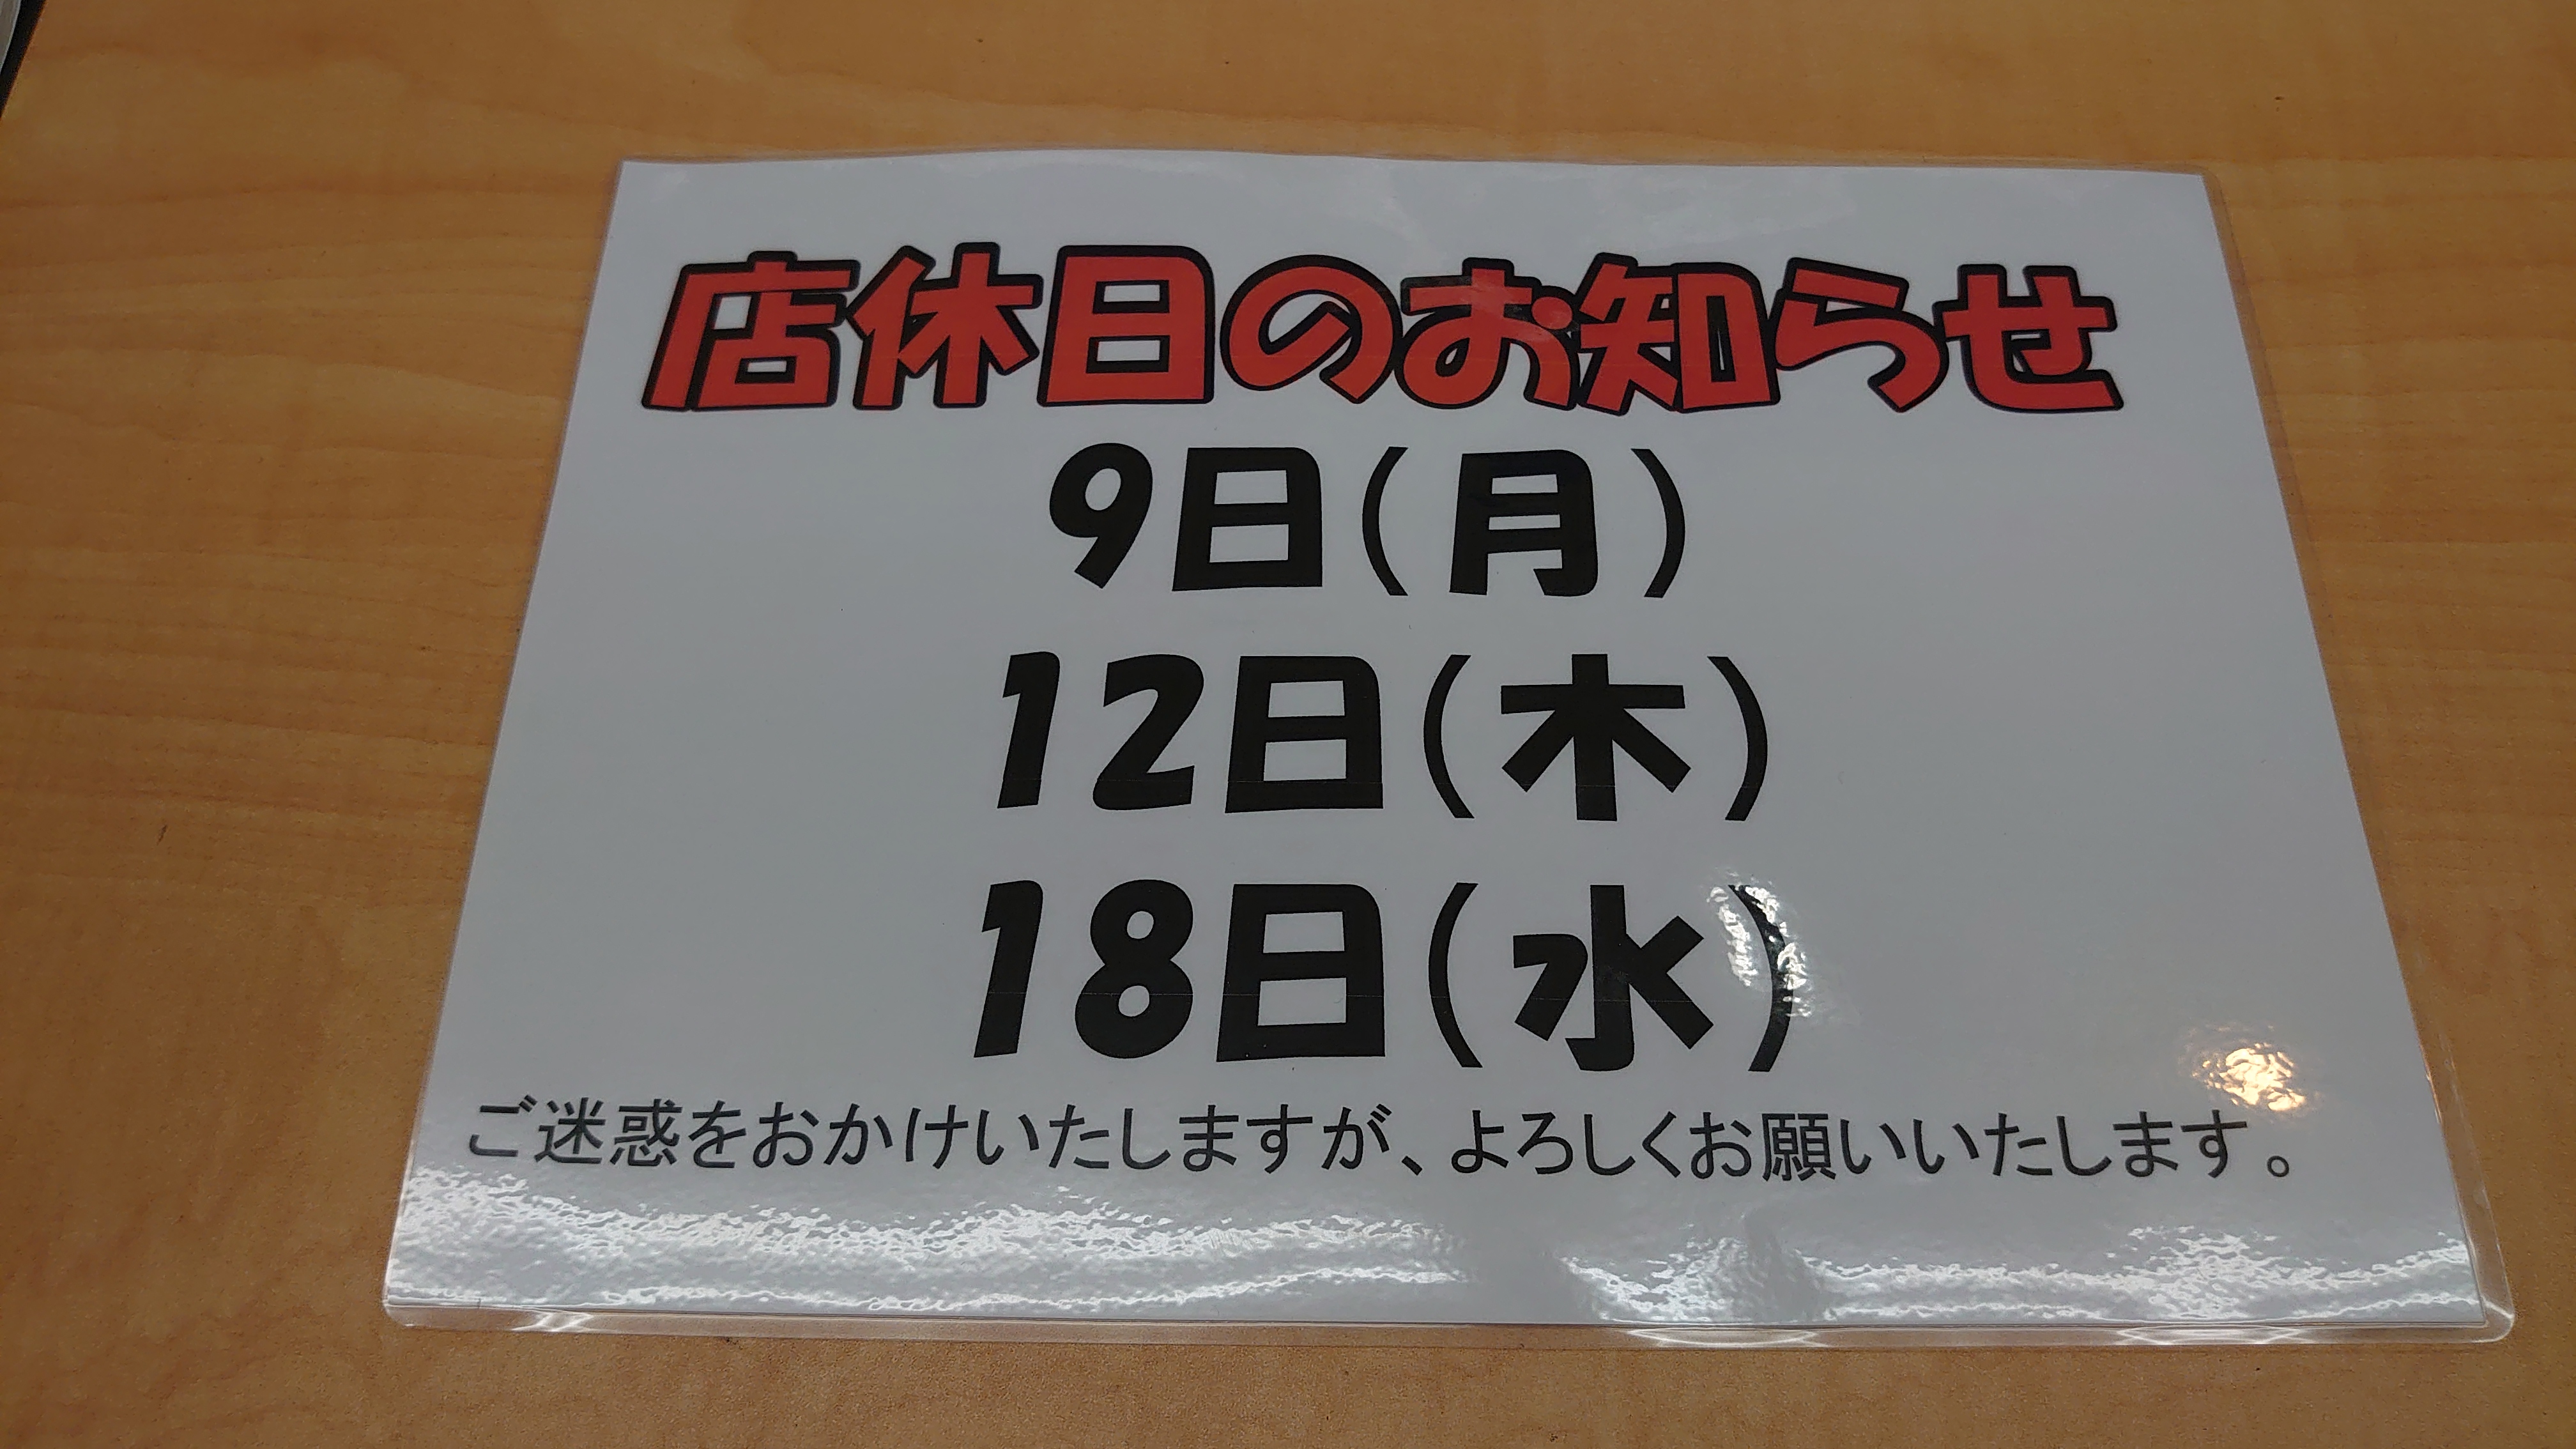 店休日のお知らせ
9日（月）
12日（木）
18日（水）
ご迷惑をおかけいたしますが、よろしくお願いいたします。